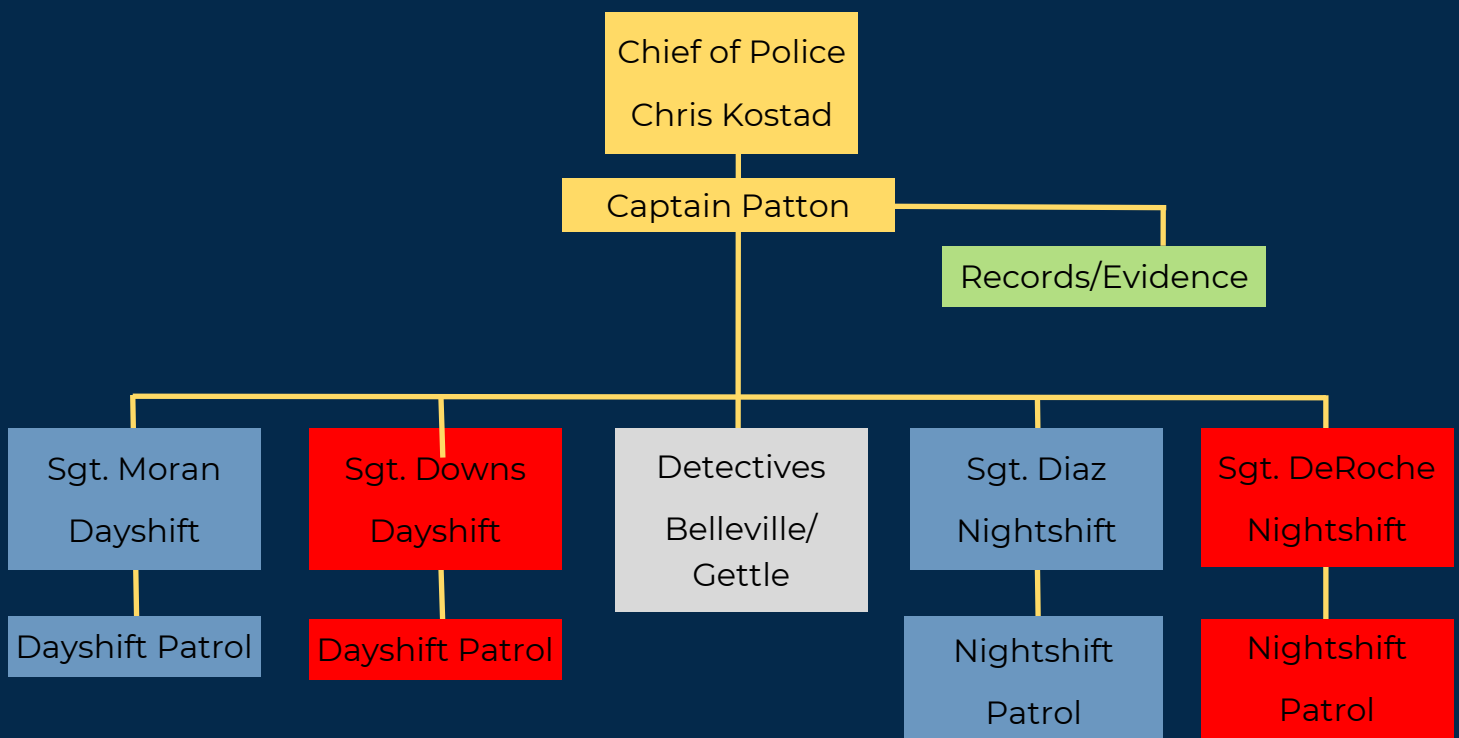 Chief of Police
Chris Kostad
Captain Patton
Records/Evidence
Sgt. Moran
Dayshift
Sgt. Downs
Dayshift
Detectives
Belleville/
Gettle
Sgt. Diaz
Nightshift
Sgt. DeRoche
Nightshift
Dayshift Patrol
Dayshift Patrol
Nightshift
Patrol
Nightshift
Patrol